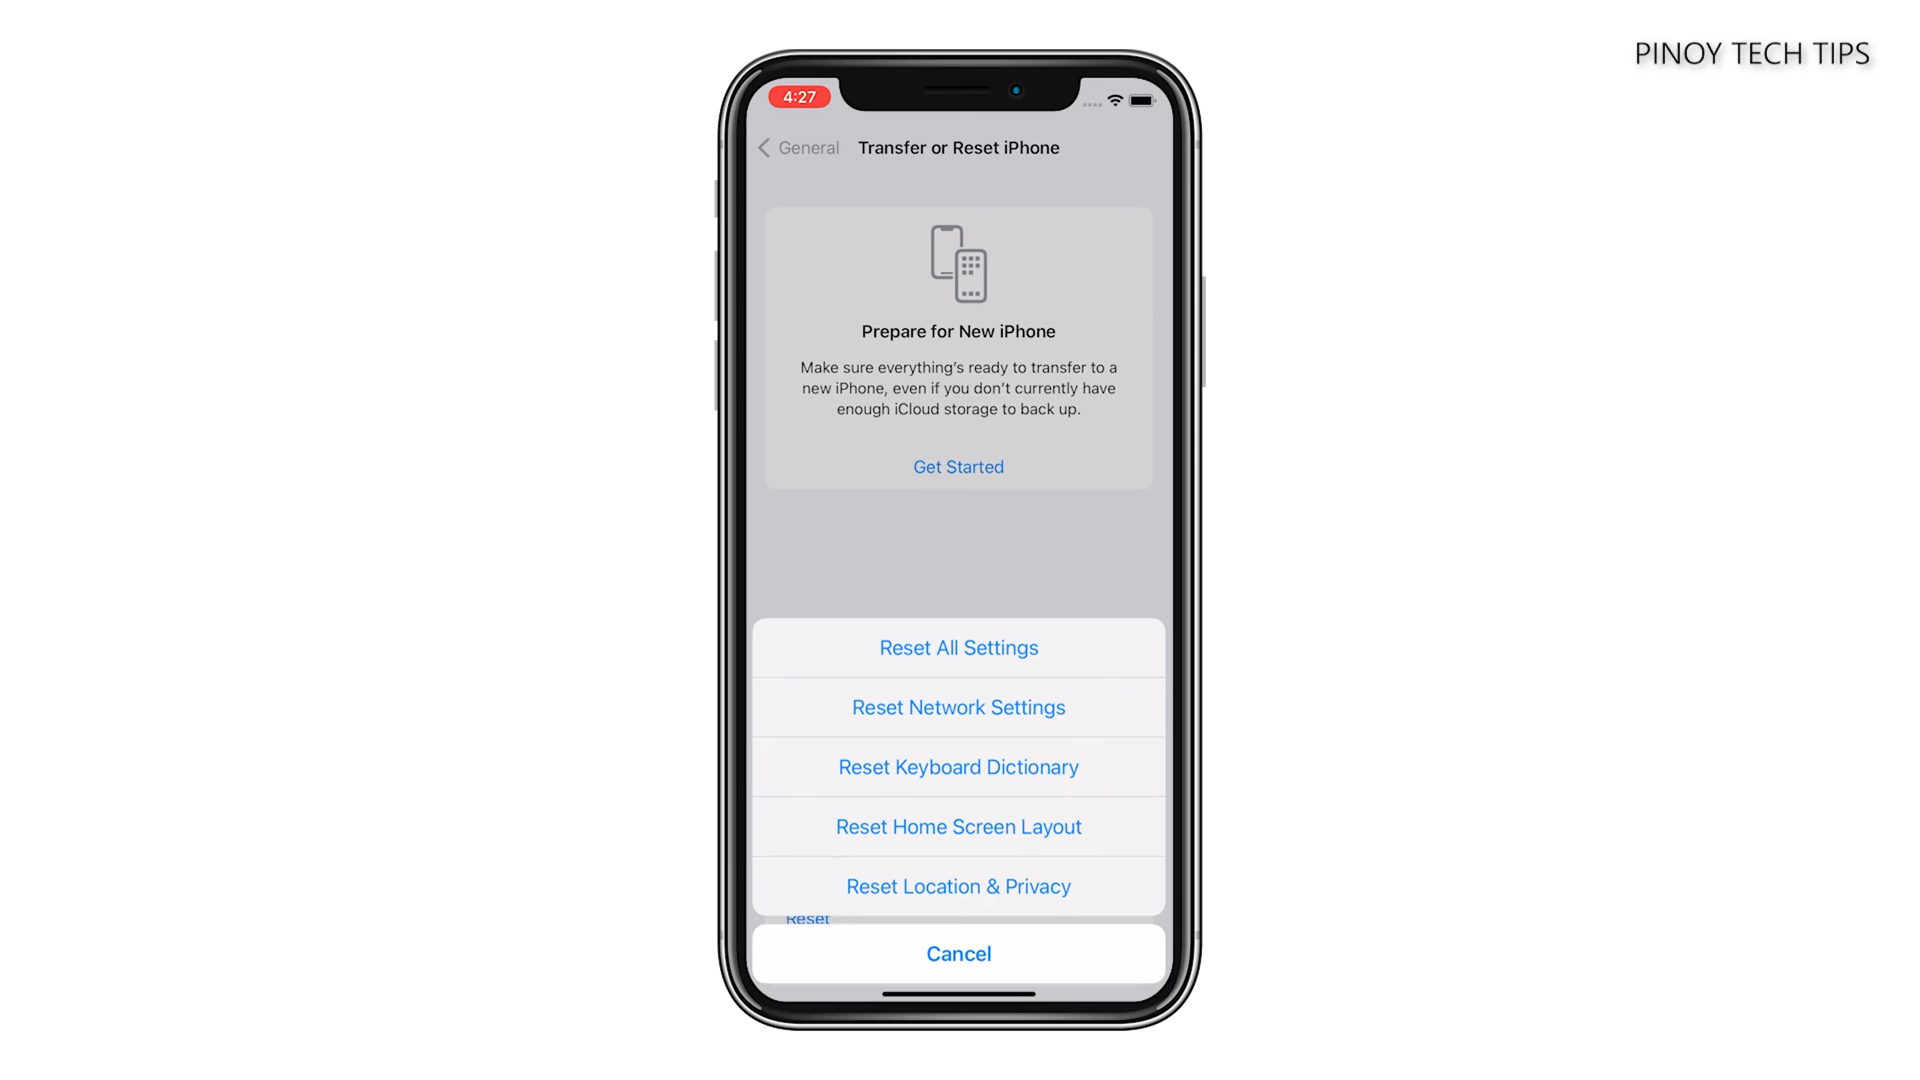 PINOY TECH TIPS
4:27
General
Transfer or Reset iPhone
Prepare for New iPhone
Make sure everything's ready to transfer to a
new iPhone, even if you don't currently have
enough iCloud storage to back up.
Get Started
Reset All Settings
Reset Network Settings
Reset Keyboard Dictionary
Reset Home Screen Layout
Reset Location & Privacy
Reset
Cancel